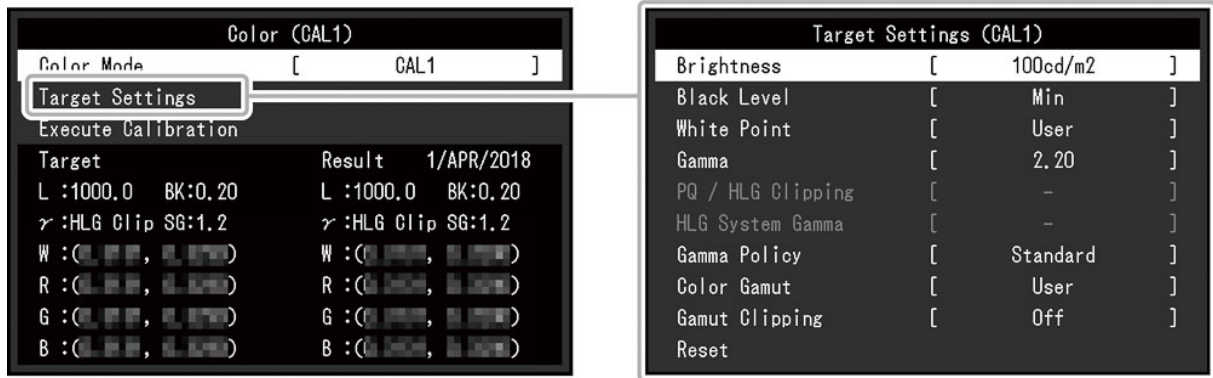 Color (CAL1)
Color Mode [ CAL1 ]
Target Settings
Execute Calibration
Target Result 1/APR/2018
L :1000.0 BK:0.20 L :1000.0 BK:0.20
γ :HLG Clip SG:1.2 γ :HLG Clip SG:1.2
W :( , ) W :( , )
R :( , ) R :( , )
G :( , ) G :( , )
B :( , ) B :( , )
Target Settings (CAL1)
Brightness [ 100cd/m2 ]
Black Level [ Min ]
White Point [ User ]
Gamma [ 2.20 ]
PQ / HLG Clipping [ - ]
HLG System Gamma [ - ]
Gamma Policy [ Standard ]
Color Gamut [ User ]
Gamut Clipping [ Off ]
Reset